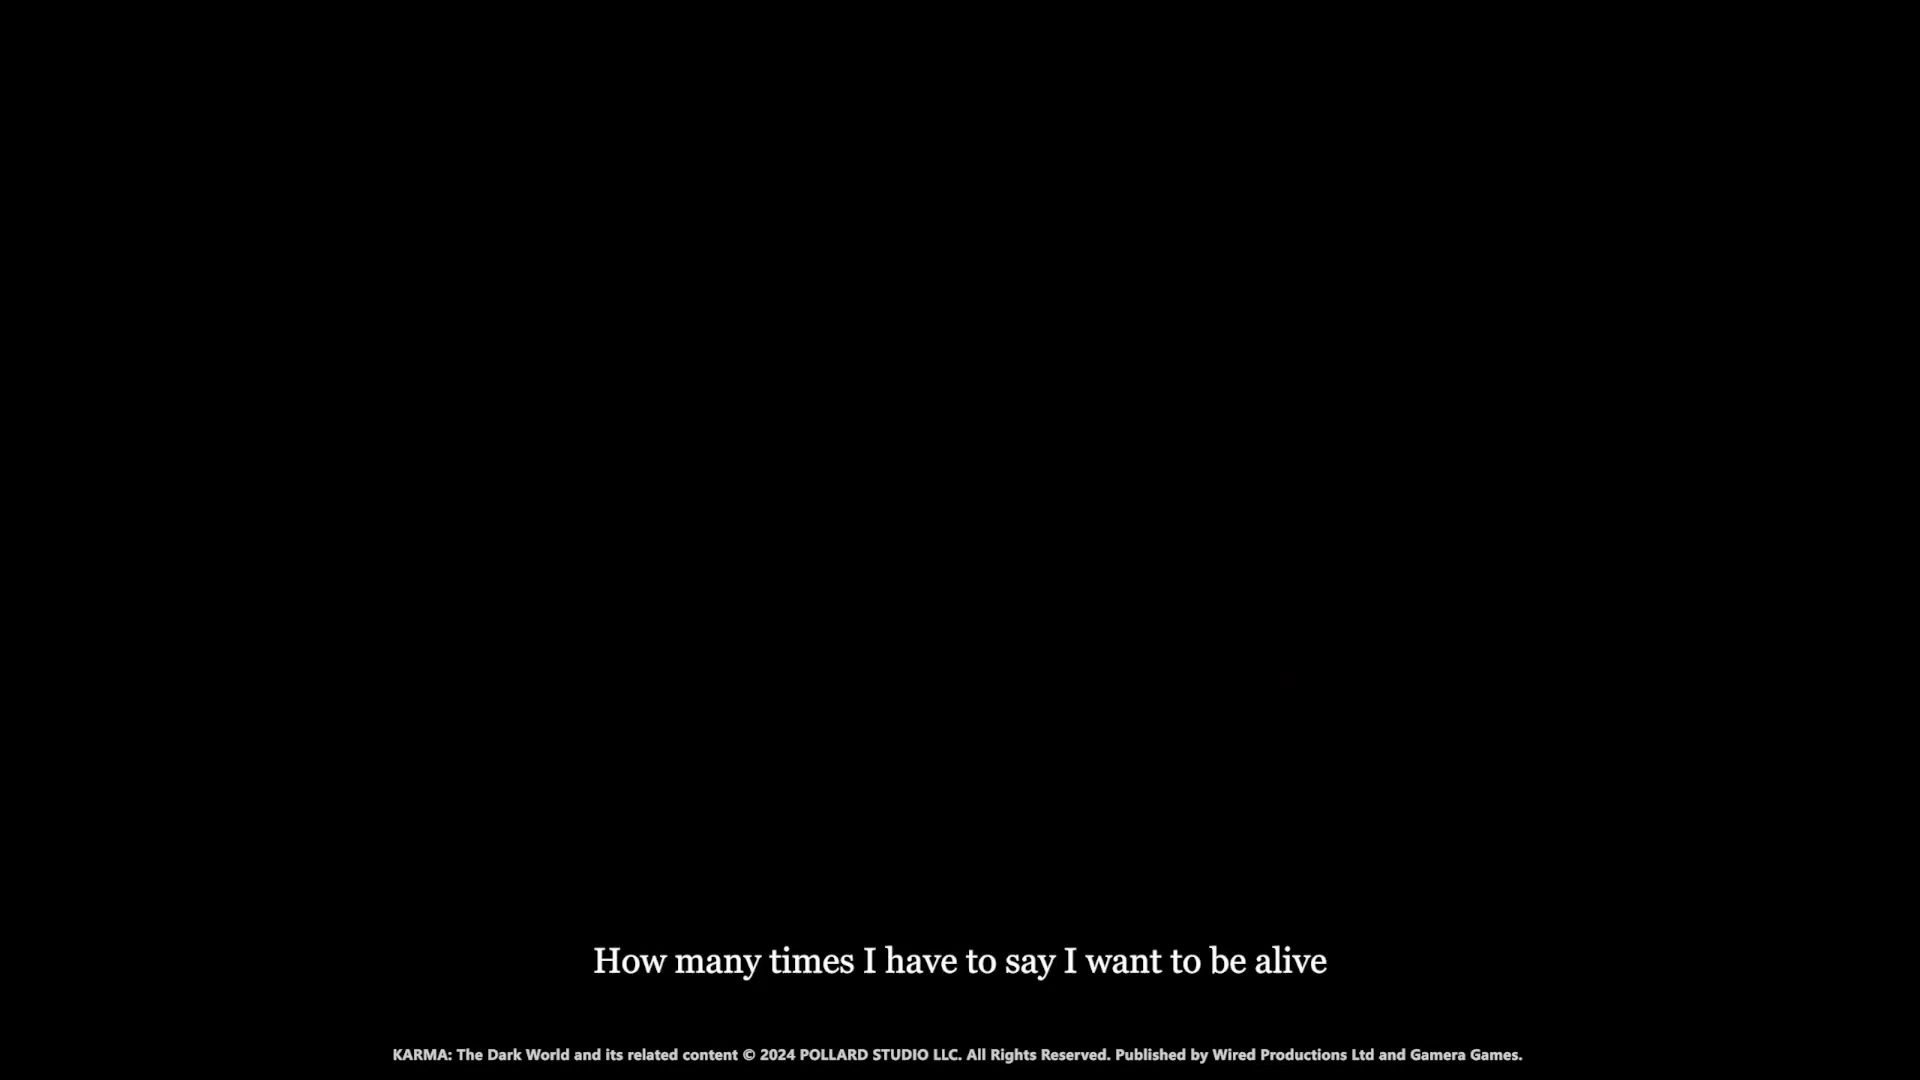 How many times I have to say I want to be alive
KARMA: The Dark World and its related content © 2024 POLLARD STUDIO LLC. All Rights Reserved. Published by Wired Productions Ltd and Gamera Games.